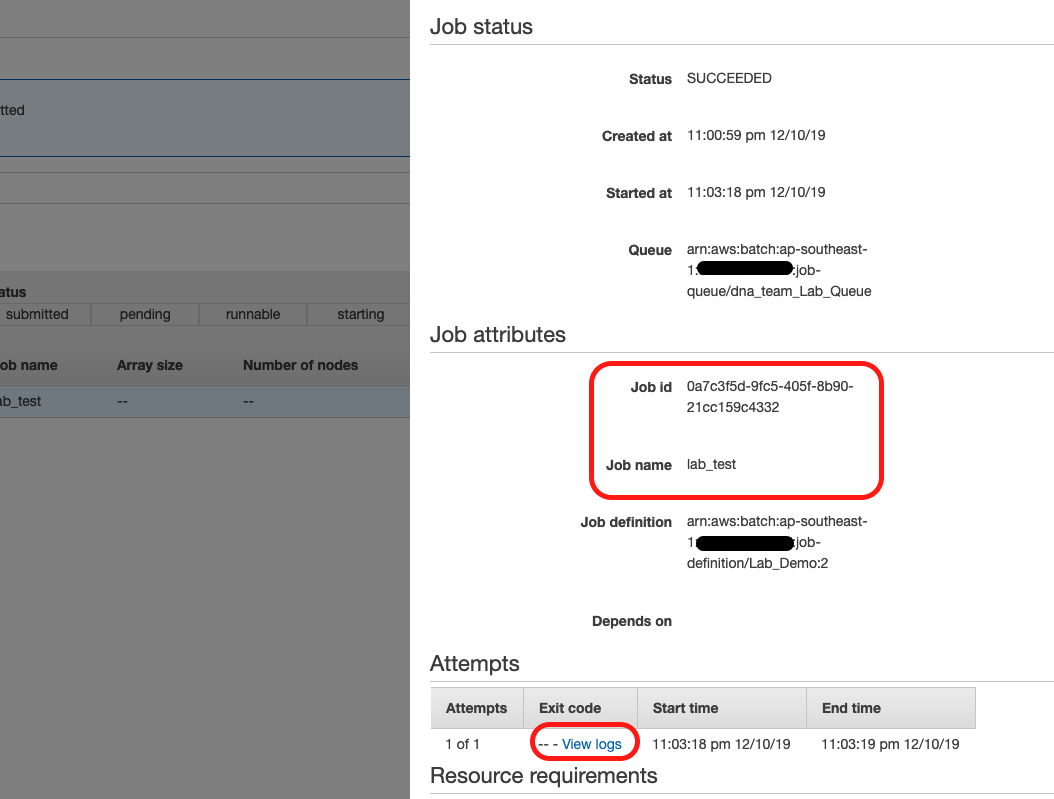 tted
atus
submitted pending runnable starting
ob name Array size Number of nodes
ab_test -- --
Job status
Status SUCCEEDED
Created at 11:00:59 pm 12/10/19
Started at 11:03:18 pm 12/10/19
Queue arn:aws:batch:ap-southeast-
1: :job-
queue/dna_team_Lab_Queue
Job attributes
Job id 0a7c3f5d-9fc5-405f-8b90-
21cc159c4332
Job name lab_test
Job definition arn:aws:batch:ap-southeast-
1: :job-
definition/Lab_Demo:2
Depends on
Attempts
Attempts Exit code Start time End time
1 of 1 -- - View logs 11:03:18 pm 12/10/19 11:03:19 pm 12/10/19
Resource requirements